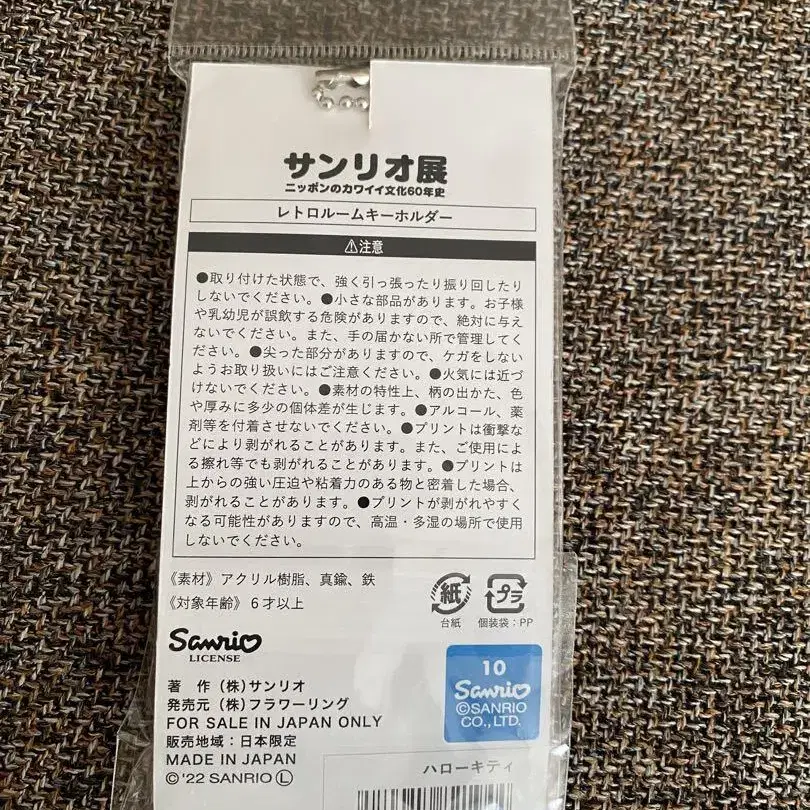 サンリオ展
ニッポンのカワイイ文化60年史
レトロルームキーホルダー
⚠注意
●取り付けた状態で、強く引っ張ったり振り回したり
しないでください。●小さな部品があります。お子様
や乳幼児が誤飲する危険がありますので、絶対に与え
ないでください。また、手の届かない所で管理してく
ださい。●尖った部分がありますので、ケガをしない
ようお取り扱いにはご注意ください。●火気には近づ
けないでください。●素材の特性上、柄の出かた、色
や厚みに多少の個体差が生じます。●アルコール、薬
剤等を付着させないでください。●プリントは衝撃な
どにより剥がれることがあります。また、ご使用によ
る擦れ等でも剥がれることがあります。●プリントは
上からの強い圧迫や粘着力のある物と密着した場合、
剥がれることがあります。●プリントが剥がれやすく
なる可能性がありますので、高温・多湿の場所で使用
しないでください。
《素材》アクリル樹脂、真鍮、鉄
《対象年齢》6才以上
紙
台紙
プラ
個装袋：PP
Sanrio
LICENSE
10
Sanrio
©SANRIO
CO.,LTD.
著 作（株）サンリオ
発売元（株）フラワーリング
FOR SALE IN JAPAN ONLY
販売地域：日本限定
MADE IN JAPAN
©'22 SANRIO Ⓛ
ハローキティ